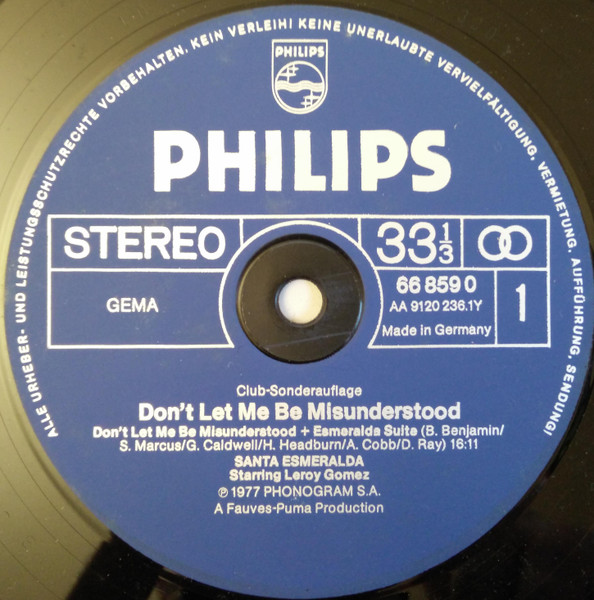 ALLE URHEBER- UND LEISTUNGSSCHUTZRECHTE VORBEHALTEN. KEIN VERLEIH! KEINE UNERLAUBTE VERVIELFÄLTIGUNG, VERMIETUNG, AUFFÜHRUNG, SENDUNG!
PHILIPS
PHILIPS
STEREO
33 1/3
GEMA
66 859 0
AA 9120 236.1Y
Made in Germany
1
Club-Sonderauflage
Don't Let Me Be Misunderstood
Don't Let Me Be Misunderstood + Esmeralda Suite (B. Benjamin/
S. Marcus/G. Caldwell/H. Headburn/A. Cobb/D. Ray) 16:11
SANTA ESMERALDA
Starring Leroy Gomez
℗ 1977 PHONOGRAM S.A.
A Fauves-Puma Production